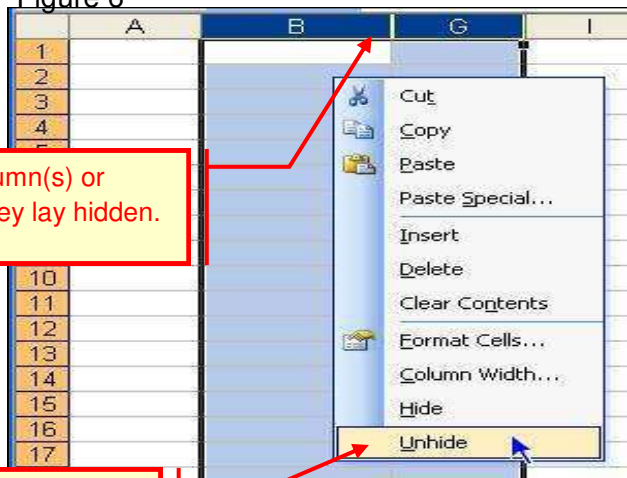 Figure 6
A B G I
1
2
3
4
10
11
12
13
14
15
16
17
umn(s) or
ey lay hidden.
Cut
Copy
Paste
Paste Special...
Insert
Delete
Clear Contents
Format Cells...
Column Width...
Hide
Unhide